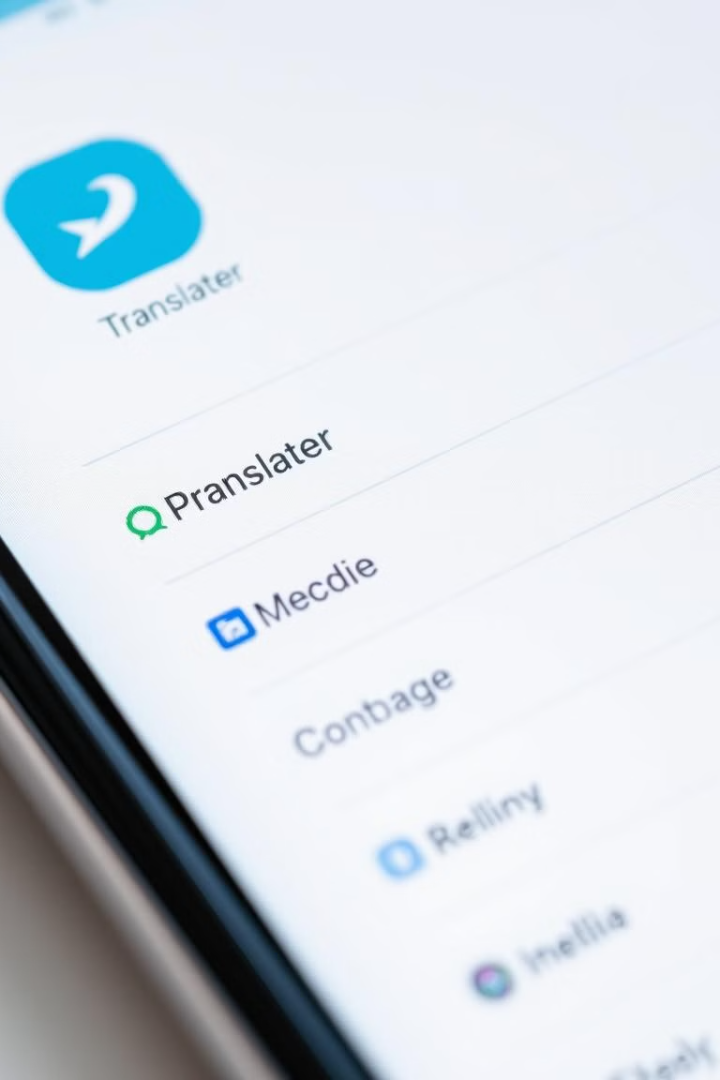 Translater
Pranslater
Mecdie
Conbage
Relliny
Inellia